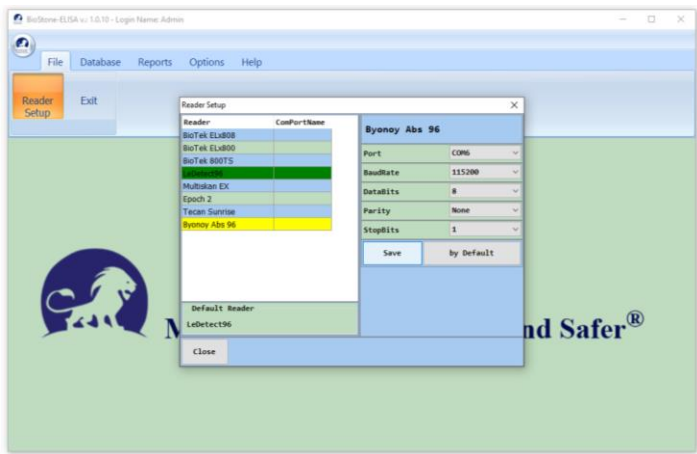 BioStone-ELISA v.: 1.0.10 - Login Name: Admin
File Database Reports Options Help
Reader Setup
Exit
Reader Setup
Reader ComPortName
BioTek ELx808
BioTek ELx800
BioTek 800TS
LeDetect96
Multiskan EX
Epoch 2
Tecan Sunrise
Byonoy Abs 96
Default Reader
LeDetect96
Close
Byonoy Abs 96
Port COM6
BaudRate 115200
DataBits 8
Parity None
StopBits 1
Save by Default
M
nd Safer®